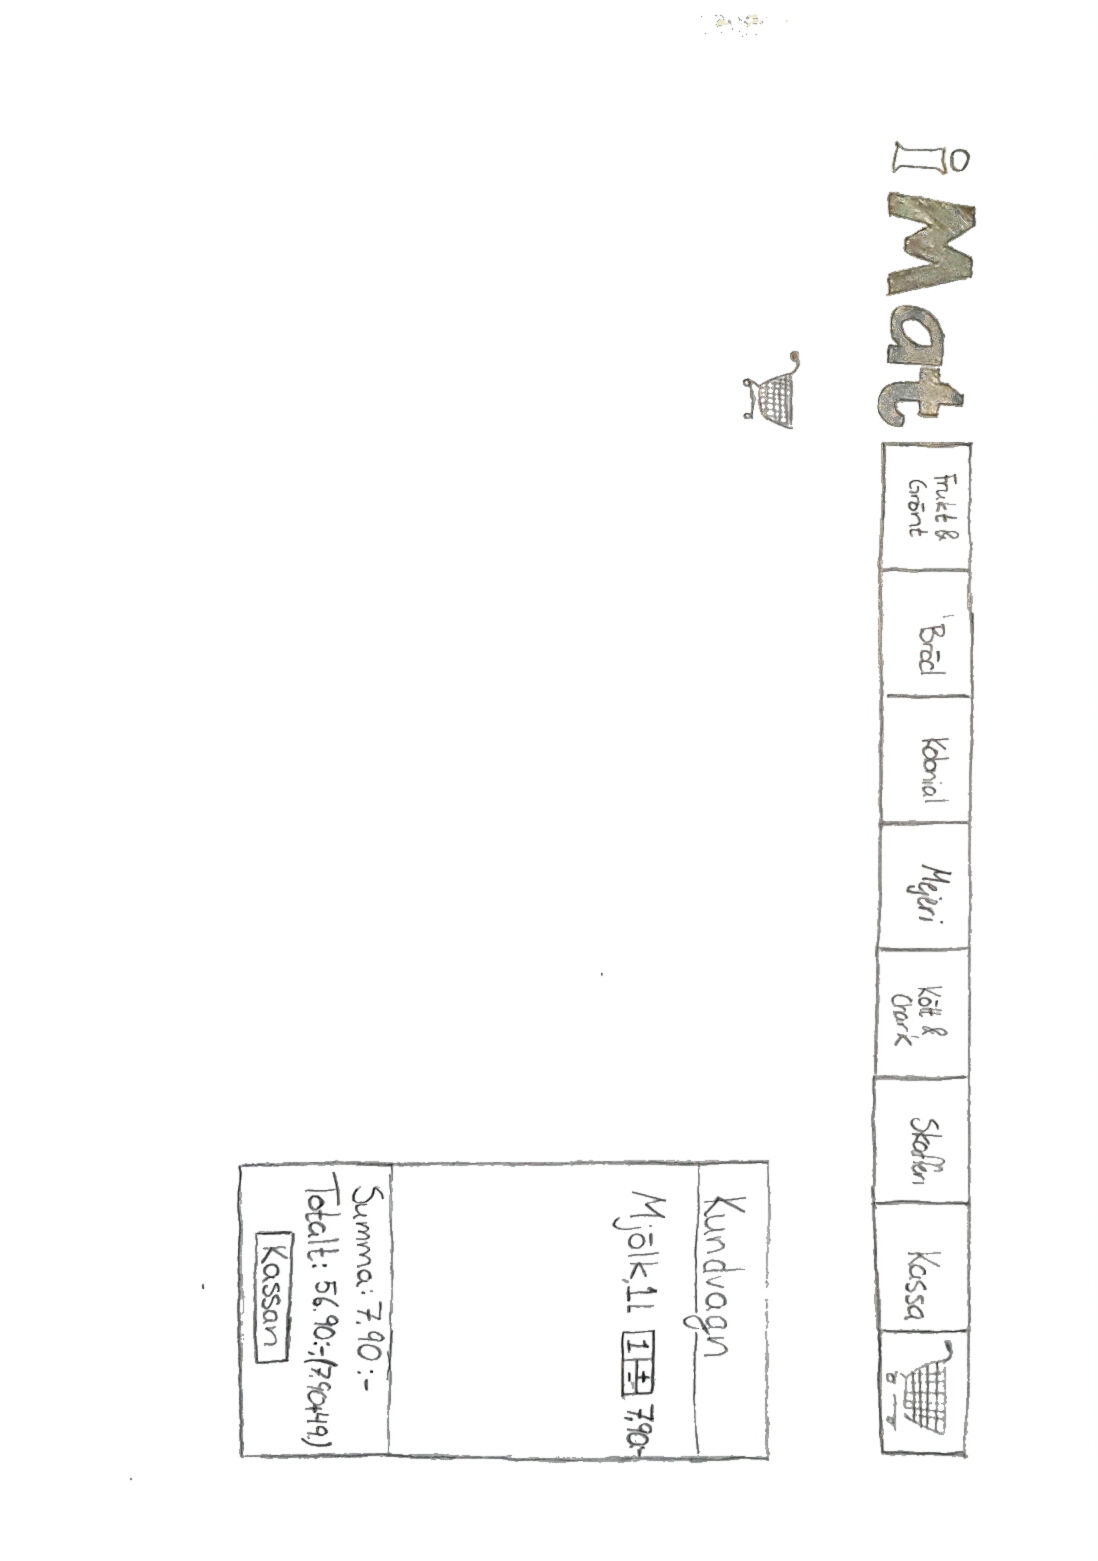 iMat
Frukt &
Grönt
Bröd
Kolonial
Mejeri
Kött &
Chark
Skafferi
Kassa
Kundvagn
Mjölk,1L 1 + - 7,90:-
Summa: 7,90:-
Totalt: 56.90:-(7.90+49.)
Kassan